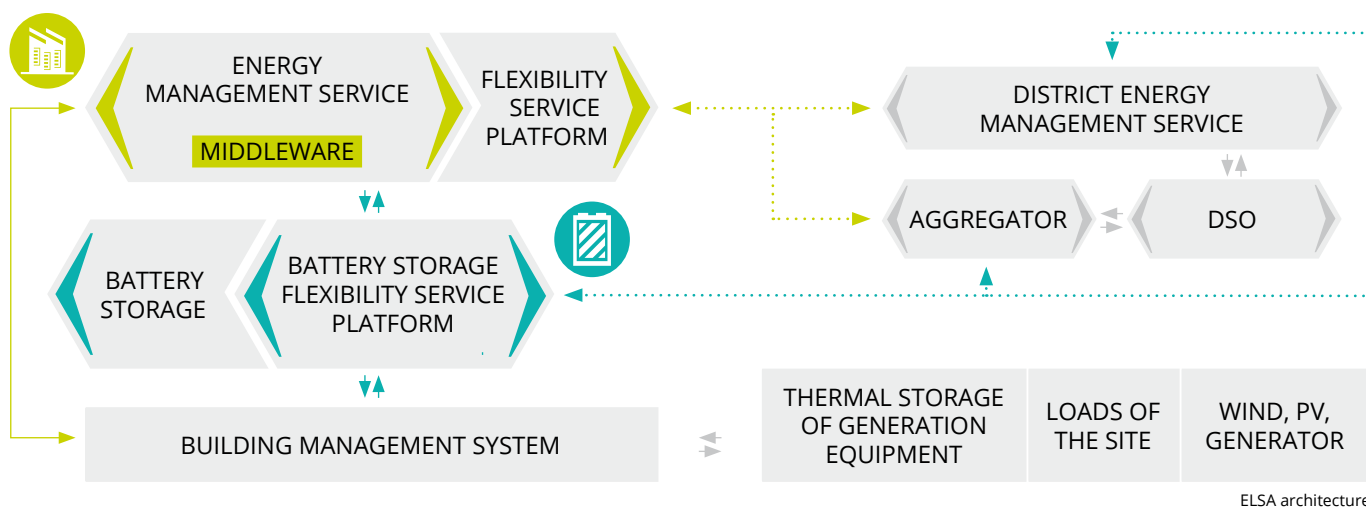 ENERGY
MANAGEMENT SERVICE
MIDDLEWARE
FLEXIBILITY
SERVICE
PLATFORM
DISTRICT ENERGY
MANAGEMENT SERVICE
AGGREGATOR
DSO
BATTERY
STORAGE
BATTERY STORAGE
FLEXIBILITY SERVICE
PLATFORM
BUILDING MANAGEMENT SYSTEM
THERMAL STORAGE
OF GENERATION
EQUIPMENT
LOADS OF
THE SITE
WIND, PV,
GENERATOR
ELSA architecture